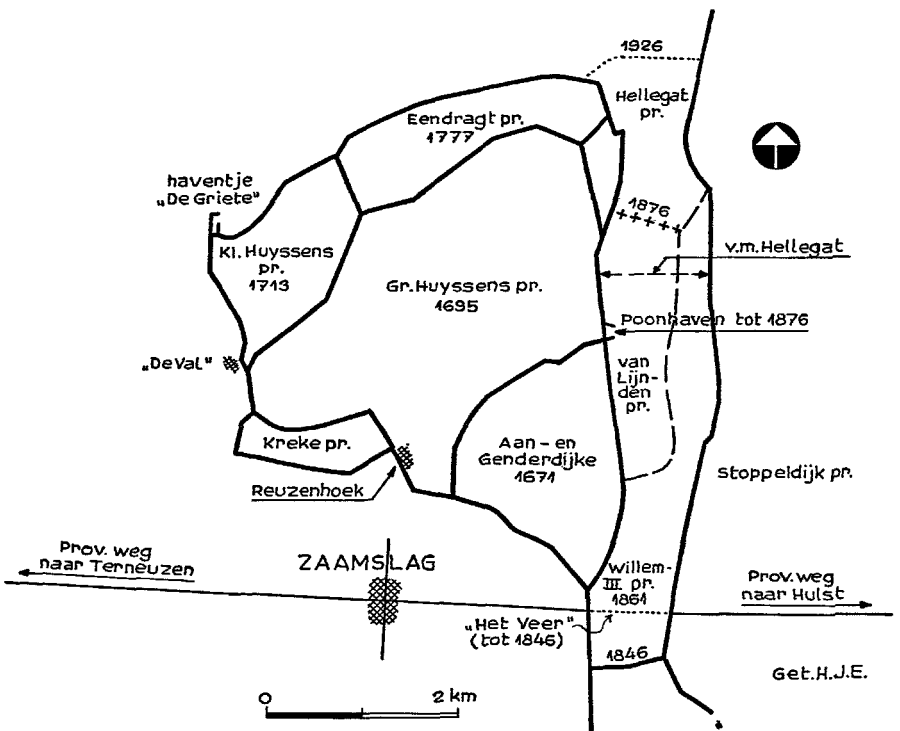 1926
Hellegat
pr.
Eendragt pr.
1777
haventje
„De Griete"
1876
Kl. Huyssens
pr.
1713
v.m. Hellegat
Gr. Huyssens pr.
1695
Poonhaven tot 1876
„De Val"
van
Lijn-
den
pr.
Kreke pr.
Aan- en
Genderdijke
1671
Stoppeldijk pr.
Reuzenhoek
Prov. weg
naar Terneuzen
ZAAMSLAG
Willem-
III pr.
1861
Prov. weg
naar Hulst
„Het Veer"
(tot 1846)
1846
Get. H.J.E.
0 2 km